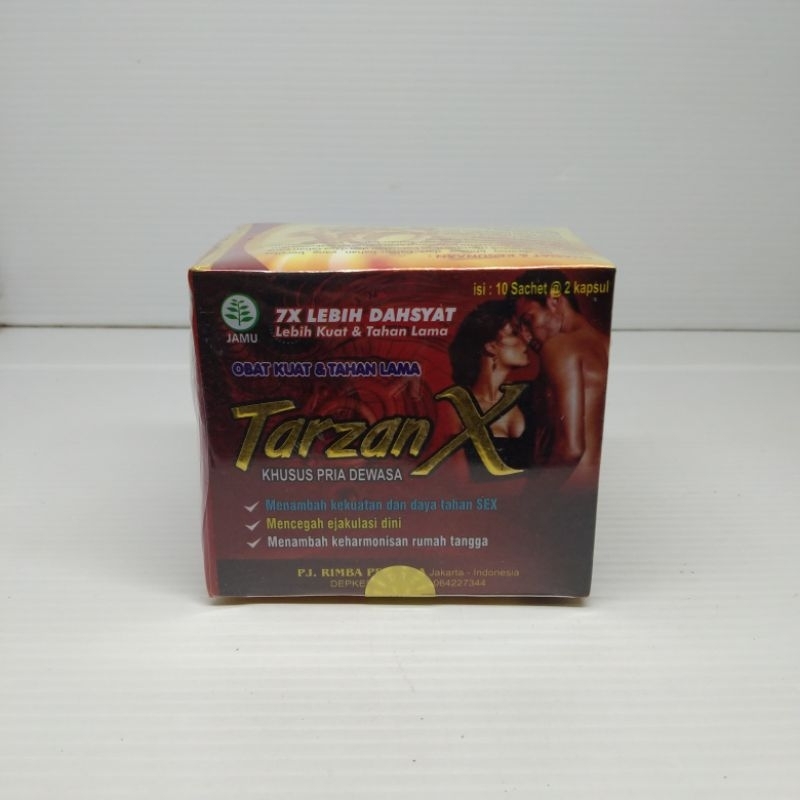 isi : 10 Sachet @ 2 kapsul
JAMU
7X LEBIH DAHSYAT
Lebih Kuat & Tahan Lama
OBAT KUAT & TAHAN LAMA
Tarzan X
KHUSUS PRIA DEWASA
Menambah kekuatan dan daya tahan SEX
Mencegah ejakulasi dini
Menambah keharmonisan rumah tangga
P.J. RIMBA Jakarta - Indonesia